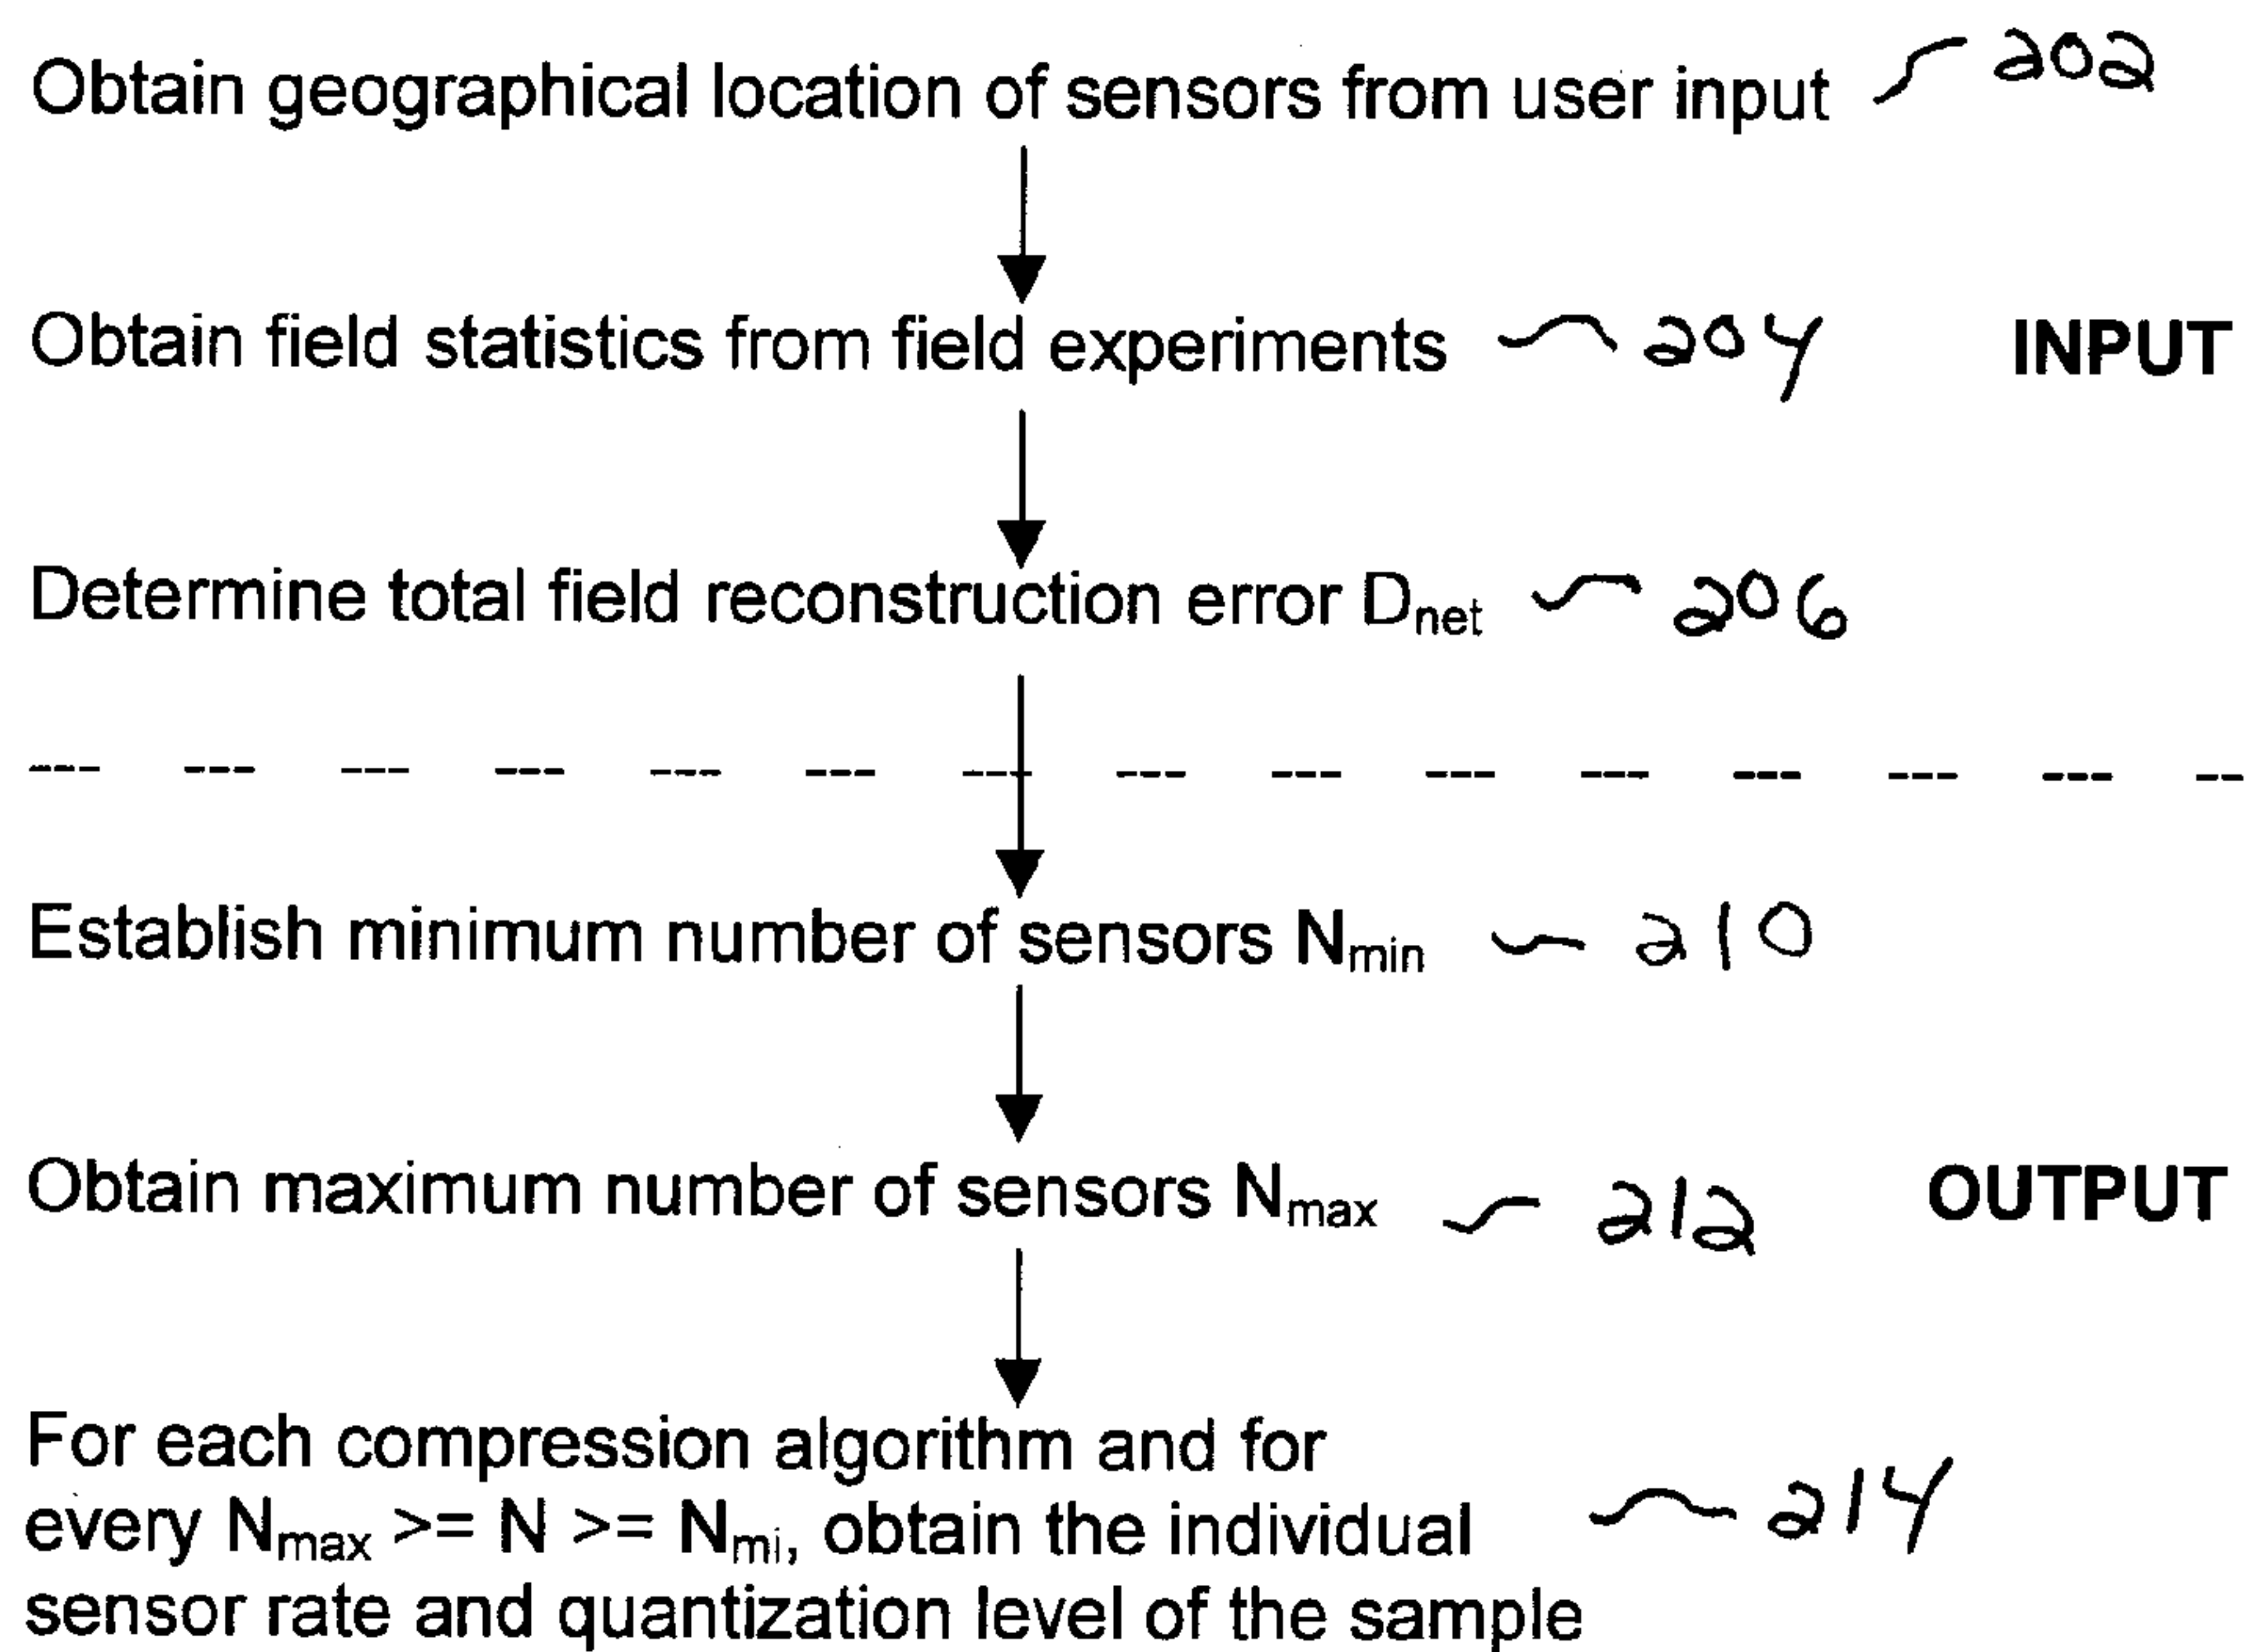 Obtain geographical location of sensors from user input 202
Obtain field statistics from field experiments 204 INPUT
Determine total field reconstruction error Dnet 206
Establish minimum number of sensors Nmin 210
Obtain maximum number of sensors Nmax 212 OUTPUT
For each compression algorithm and for
every Nmax >= N >= Nmi, obtain the individual 214
sensor rate and quantization level of the sample